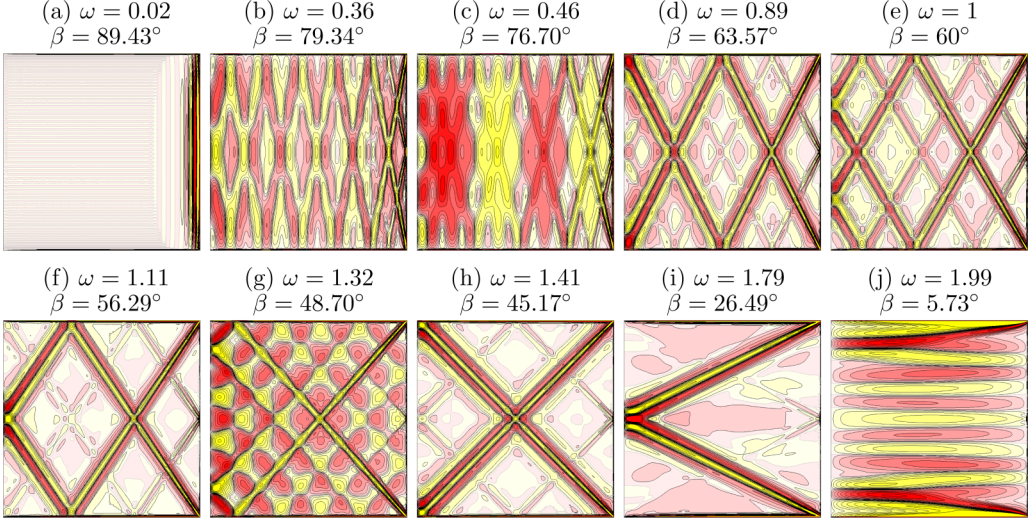 (a) ω = 0.02
β = 89.43°
(b) ω = 0.36
β = 79.34°
(c) ω = 0.46
β = 76.70°
(d) ω = 0.89
β = 63.57°
(e) ω = 1
β = 60°
(f) ω = 1.11
β = 56.29°
(g) ω = 1.32
β = 48.70°
(h) ω = 1.41
β = 45.17°
(i) ω = 1.79
β = 26.49°
(j) ω = 1.99
β = 5.73°